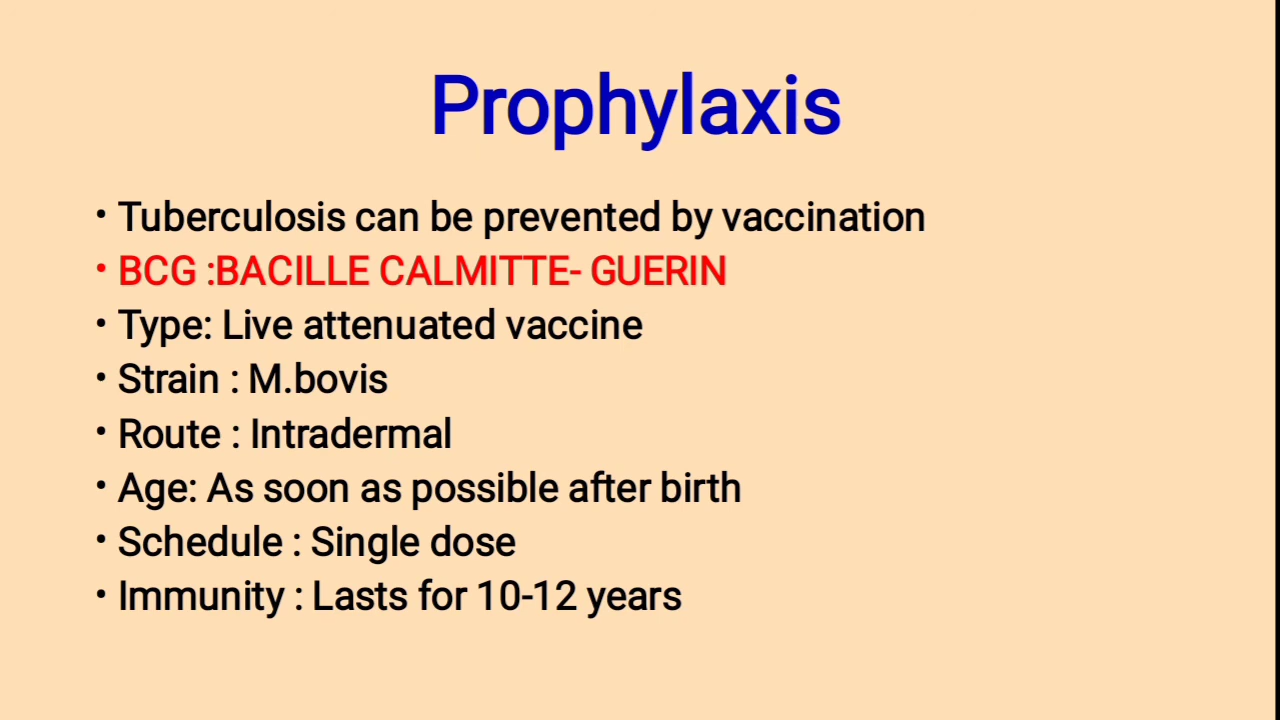 Prophylaxis
• Tuberculosis can be prevented by vaccination
• BCG :BACILLE CALMITTE- GUERIN
• Type: Live attenuated vaccine
• Strain : M.bovis
• Route : Intradermal
• Age: As soon as possible after birth
• Schedule : Single dose
• Immunity : Lasts for 10-12 years